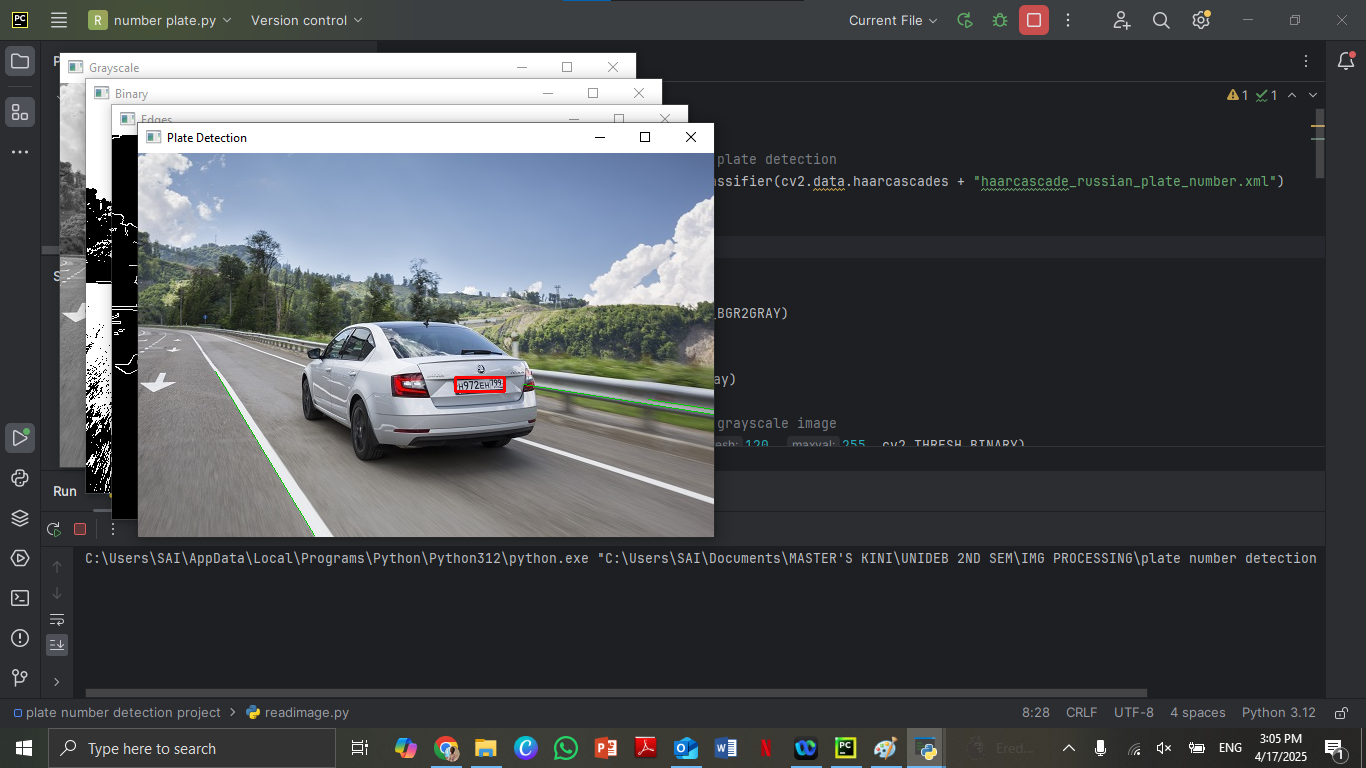 PC
R number plate.py
Version control
Current File
Grayscale
Binary
Edges
Plate Detection
1 1
plate detection
ssifier(cv2.data.haarcascades + "haarcascade_russian_plate_number.xml")
BGR2GRAY)
ay)
grayscale image
esh: 120, maxval: 255, cv2.THRESH_BINARY)
H972EH 799
Run
C:\Users\SAI\AppData\Local\Programs\Python\Python312\python.exe "C:\Users\SAI\Documents\MASTER'S KINI\UNIDEB 2ND SEM\IMG PROCESSING\plate number detection
plate number detection project > readimage.py
8:28 CRLF UTF-8 4 spaces Python 3.12
Type here to search
Ered...
ENG
3:05 PM
4/17/2025
1